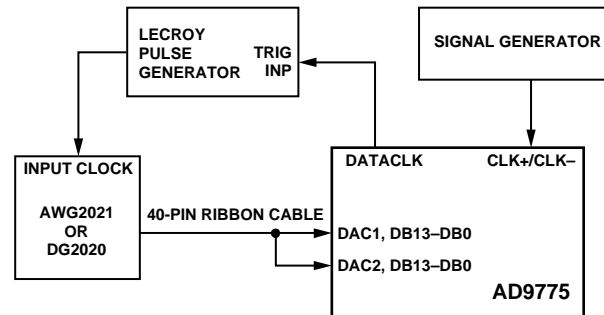 LECROY
PULSE
GENERATOR
TRIG
INP
SIGNAL GENERATOR
INPUT CLOCK
AWG2021
OR
DG2020
40-PIN RIBBON CABLE
DATACLK
CLK+/CLK–
DAC1, DB13–DB0
DAC2, DB13–DB0
AD9775